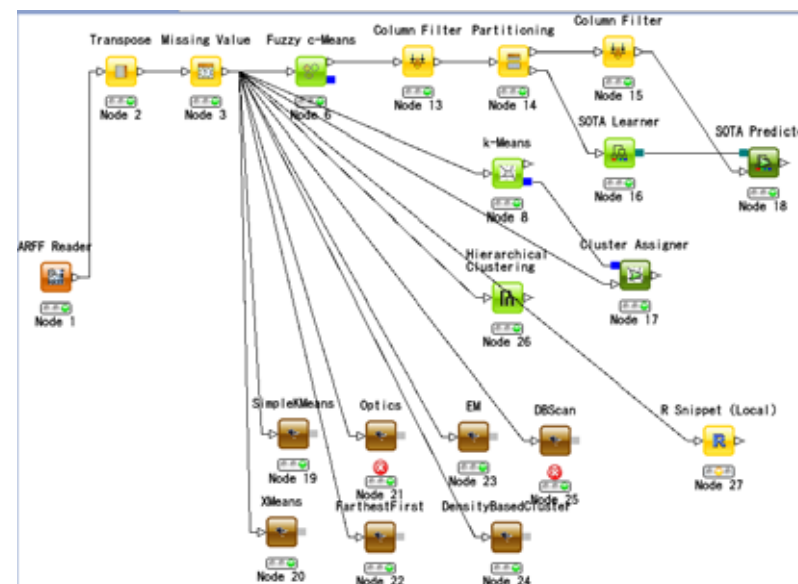 Transpose
Missing Value
Fuzzy c-Means
Column Filter
Partitioning
Column Filter
Node 2
Node 3
Node 6
Node 13
Node 14
Node 15
k-Means
SOTA Learner
SOTA Predicto
Node 8
Node 16
Node 18
ARFF Reader
Node 1
Hierarchical
Clustering
Node 26
Cluster Assigner
Node 17
SimpleKMeans
Optics
EM
DBScan
R Snippet (Local)
R
Node 19
Node 21
Node 23
Node 25
Node 27
XMeans
FarthestFirst
DensityBasedCluster
Node 20
Node 22
Node 24